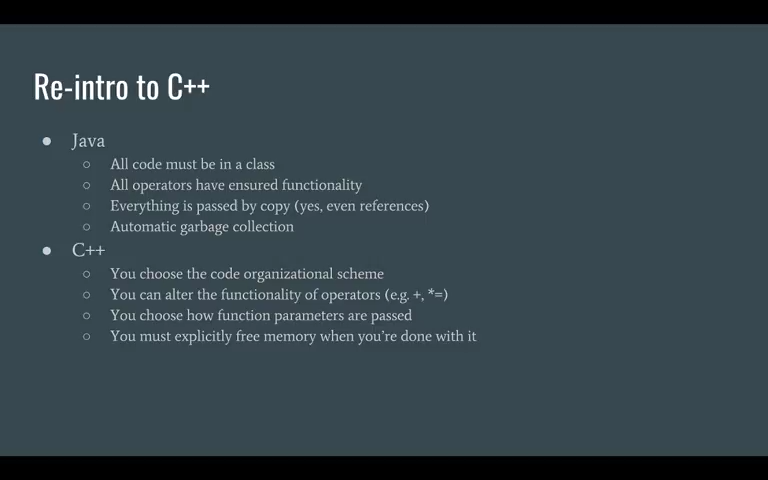 Re-intro to C++
● Java
○ All code must be in a class
○ All operators have ensured functionality
○ Everything is passed by copy (yes, even references)
○ Automatic garbage collection
● C++
○ You choose the code organizational scheme
○ You can alter the functionality of operators (e.g. +, *=)
○ You choose how function parameters are passed
○ You must explicitly free memory when you're done with it